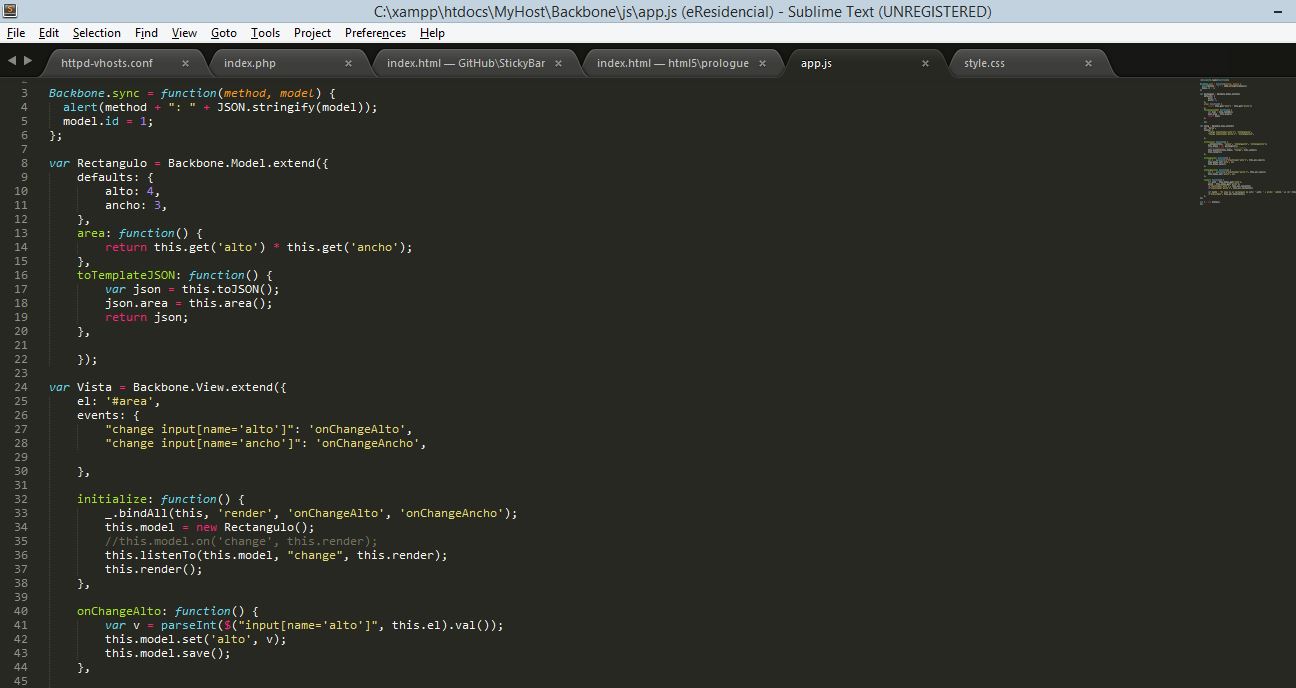 C:\xampp\htdocs\MyHost\Backbone\js\app.js (eResidencial) - Sublime Text (UNREGISTERED)
File Edit Selection Find View Goto Tools Project Preferences Help
httpd-vhosts.conf × index.php × index.html — GitHub\StickyBar × index.html — html5\prologue × app.js × style.css ×
3 Backbone.sync = function(method, model) {
4 alert(method + ": " + JSON.stringify(model));
5 model.id = 1;
6 };
7
8 var Rectangulo = Backbone.Model.extend({
9 defaults: {
10 alto: 4,
11 ancho: 3,
12 },
13 area: function() {
14 return this.get('alto') * this.get('ancho');
15 },
16 toTemplateJSON: function() {
17 var json = this.toJSON();
18 json.area = this.area();
19 return json;
20 },
21
22 });
23
24 var Vista = Backbone.View.extend({
25 el: '#area',
26 events: {
27 "change input[name='alto']": 'onChangeAlto',
28 "change input[name='ancho']": 'onChangeAncho',
29
30 },
31
32 initialize: function() {
33 _.bindAll(this, 'render', 'onChangeAlto', 'onChangeAncho');
34 this.model = new Rectangulo();
35 //this.model.on('change', this.render);
36 this.listenTo(this.model, "change", this.render);
37 this.render();
38 },
39
40 onChangeAlto: function() {
41 var v = parseInt($("input[name='alto']", this.el).val());
42 this.model.set('alto', v);
43 this.model.save();
44 },
45